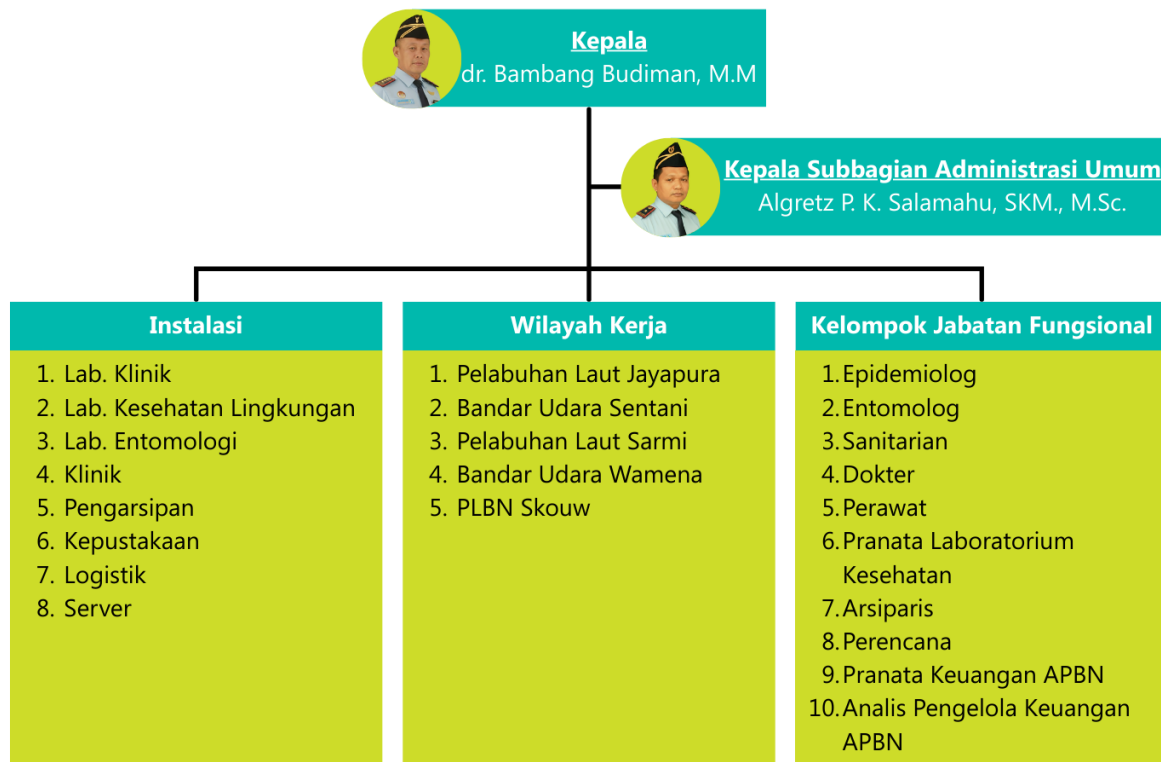 Kepala
dr. Bambang Budiman, M.M
Kepala Subbagian Administrasi Umum
Algretz P. K. Salamahu, SKM., M.Sc.
Instalasi
1. Lab. Klinik
2. Lab. Kesehatan Lingkungan
3. Lab. Entomologi
4. Klinik
5. Pengarsipan
6. Kepustakaan
7. Logistik
8. Server
Wilayah Kerja
1. Pelabuhan Laut Jayapura
2. Bandar Udara Sentani
3. Pelabuhan Laut Sarmi
4. Bandar Udara Wamena
5. PLBN Skouw
Kelompok Jabatan Fungsional
1. Epidemiolog
2. Entomolog
3. Sanitarian
4. Dokter
5. Perawat
6. Pranata Laboratorium
Kesehatan
7. Arsiparis
8. Perencana
9. Pranata Keuangan APBN
10. Analis Pengelola Keuangan
APBN